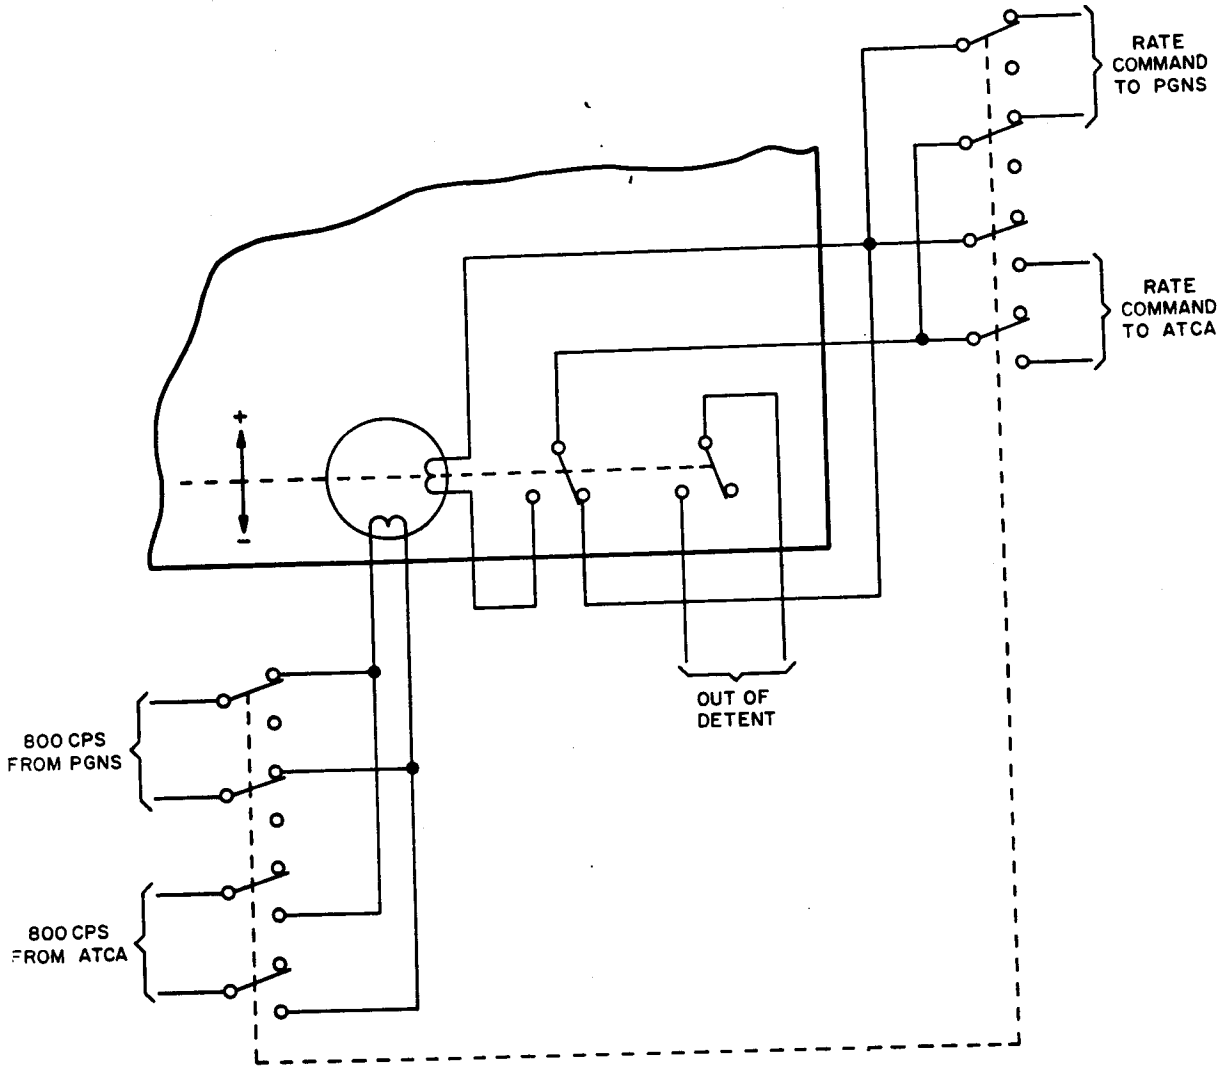 RATE
COMMAND
TO PGNS
RATE
COMMAND
TO ATCA
+
–
OUT OF
DETENT
800 CPS
FROM PGNS
800 CPS
FROM ATCA